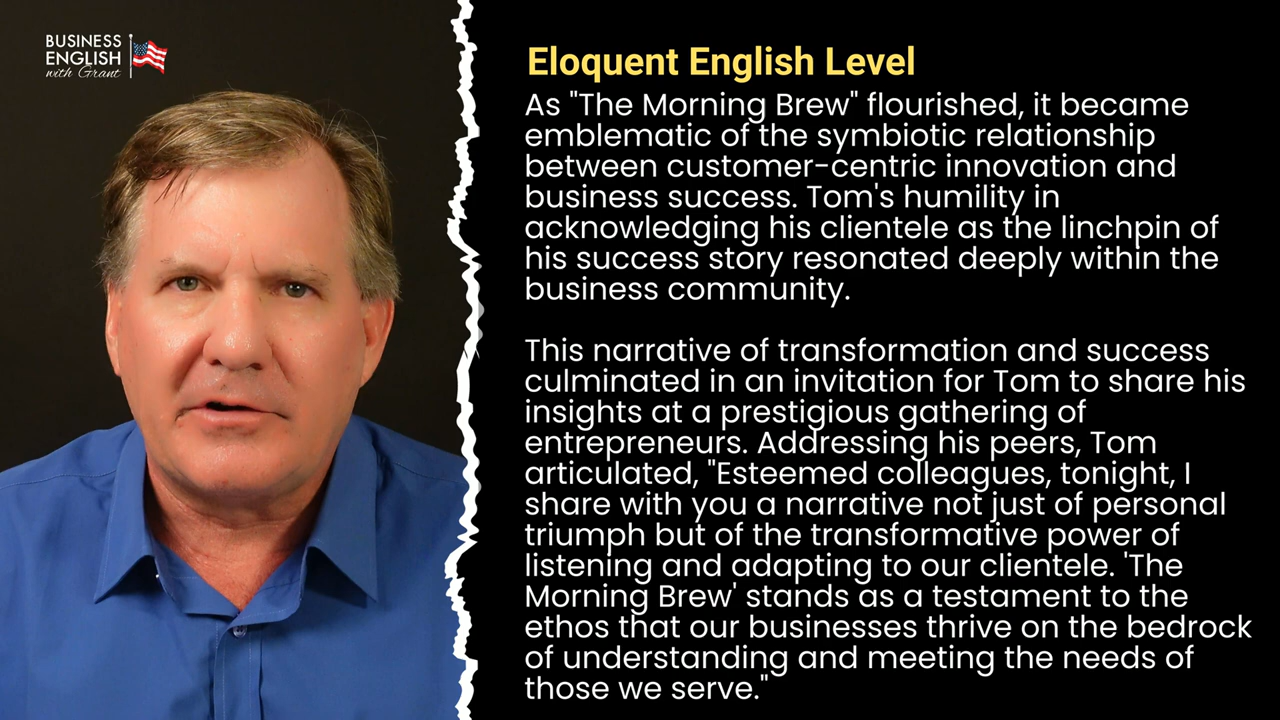 BUSINESS
ENGLISH
with Grant
Eloquent English Level
As "The Morning Brew" flourished, it became
emblematic of the symbiotic relationship
between customer-centric innovation and
business success. Tom's humility in
acknowledging his clientele as the linchpin of
his success story resonated deeply within the
business community.
This narrative of transformation and success
culminated in an invitation for Tom to share his
insights at a prestigious gathering of
entrepreneurs. Addressing his peers, Tom
articulated, "Esteemed colleagues, tonight, I
share with you a narrative not just of personal
triumph but of the transformative power of
listening and adapting to our clientele. 'The
Morning Brew' stands as a testament to the
ethos that our businesses thrive on the bedrock
of understanding and meeting the needs of
those we serve."